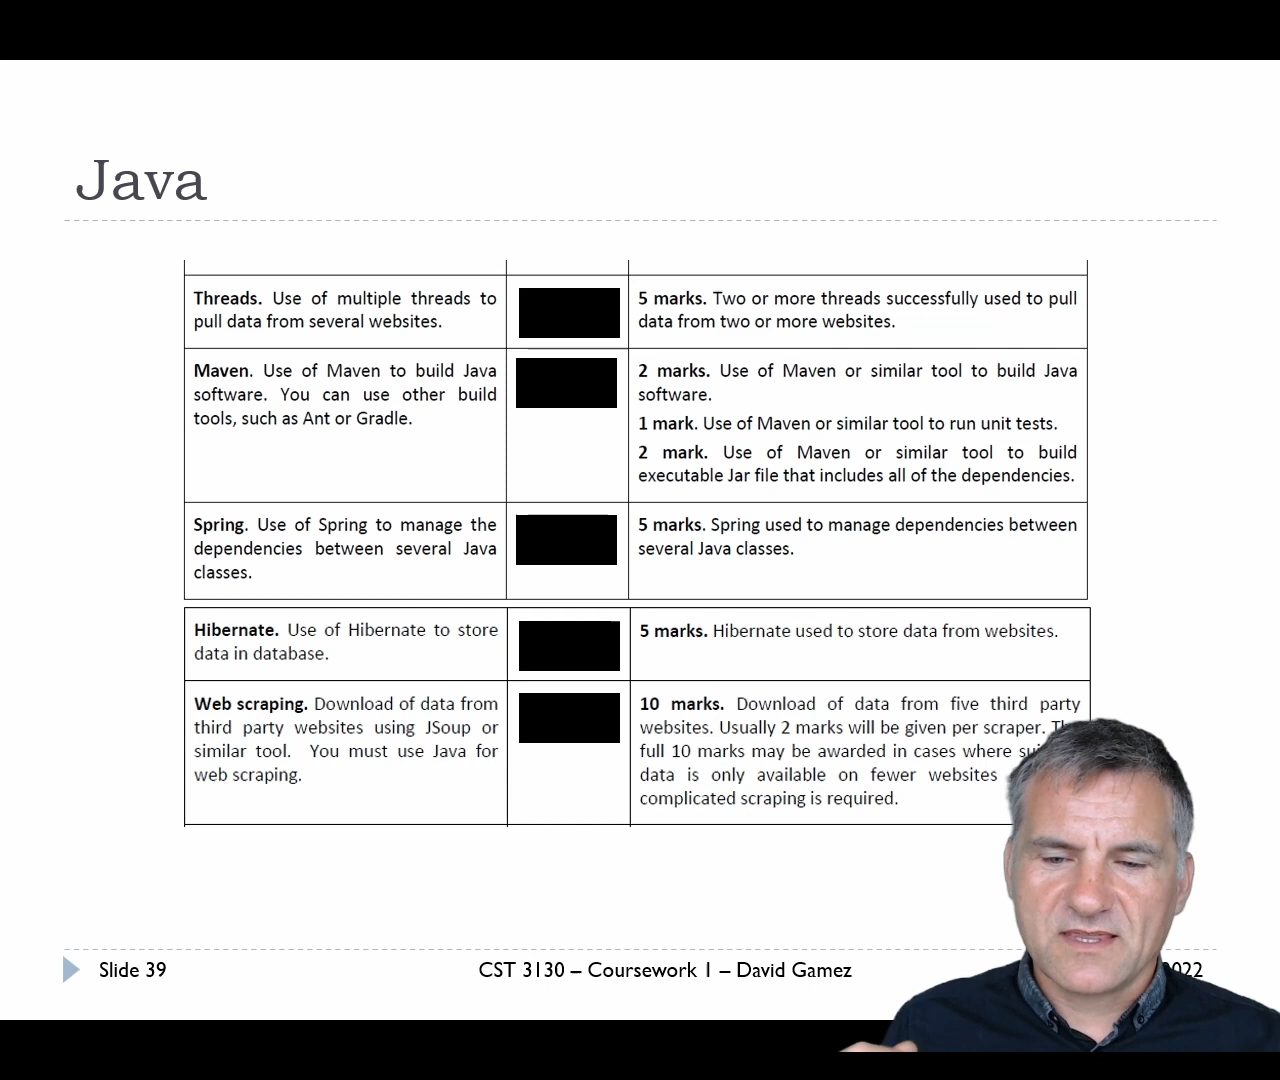 Java
Threads. Use of multiple threads to
pull data from several websites.
5 marks. Two or more threads successfully used to pull
data from two or more websites.
Maven. Use of Maven to build Java
software. You can use other build
tools, such as Ant or Gradle.
2 marks. Use of Maven or similar tool to build Java
software.
1 mark. Use of Maven or similar tool to run unit tests.
2 mark. Use of Maven or similar tool to build
executable Jar file that includes all of the dependencies.
Spring. Use of Spring to manage the
dependencies between several Java
classes.
5 marks. Spring used to manage dependencies between
several Java classes.
Hibernate. Use of Hibernate to store
data in database.
5 marks. Hibernate used to store data from websites.
Web scraping. Download of data from
third party websites using JSoup or
similar tool. You must use Java for
web scraping.
10 marks. Download of data from five third party
websites. Usually 2 marks will be given per scraper.
full 10 marks may be awarded in cases where
data is only available on fewer websites
complicated scraping is required.
Slide 39
CST 3130 – Coursework 1 – David Gamez
2022